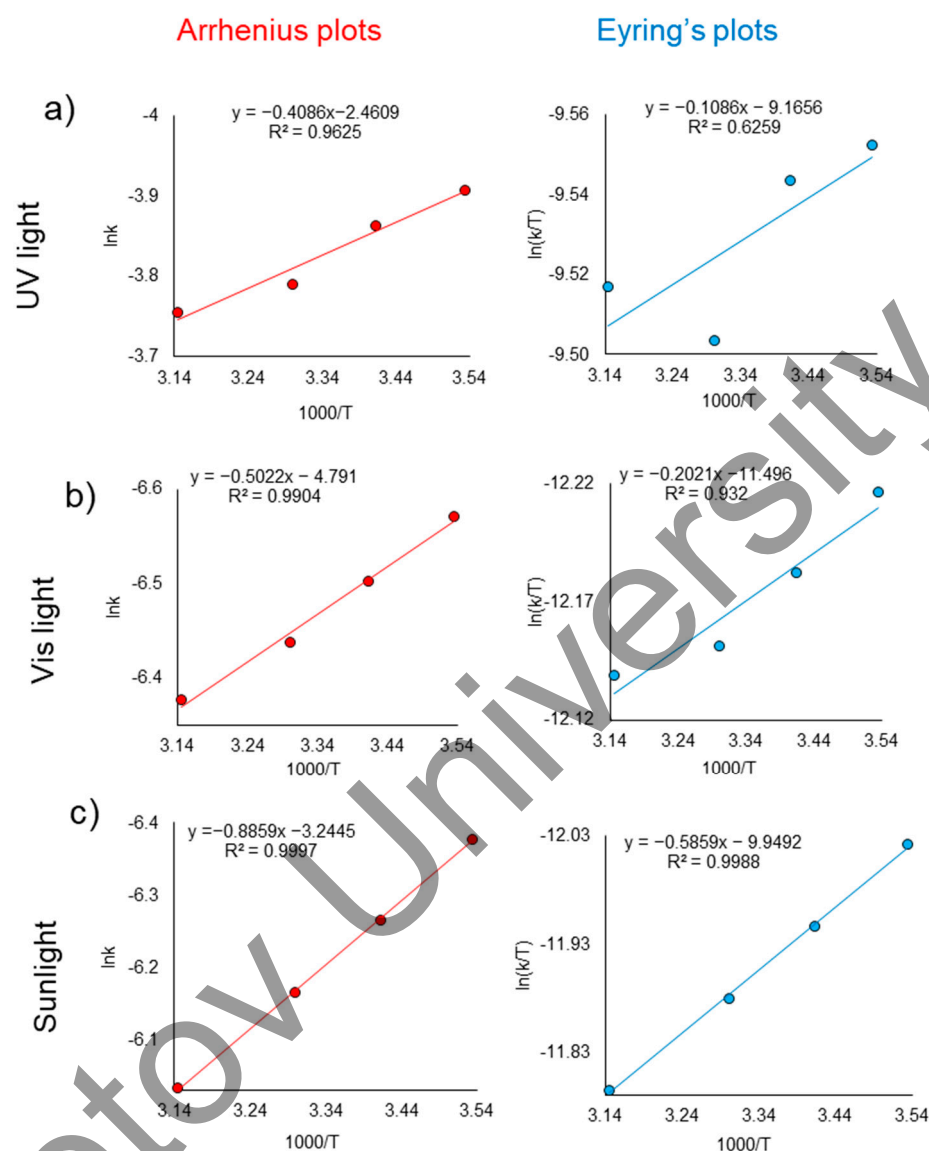 Arrhenius plots
Eyring’s plots
a)
UV light
y = −0.4086x−2.4609
R² = 0.9625
-4
-3.9
-3.8
-3.7
lnk
3.14 3.24 3.34 3.44 3.54
1000/T
y = −0.1086x − 9.1656
R² = 0.6259
-9.56
-9.54
-9.52
-9.50
ln(k/T)
3.14 3.24 3.34 3.44 3.54
1000/T
b)
Vis light
y = −0.5022x − 4.791
R² = 0.9904
-6.6
-6.5
-6.4
lnk
3.14 3.24 3.34 3.44 3.54
1000/T
y = −0.2021x −11.496
R² = 0.932
-12.22
-12.17
-12.12
ln(k/T)
3.14 3.24 3.34 3.44 3.54
1000/T
c)
Sunlight
y =−0.8859x −3.2445
R² = 0.9997
-6.4
-6.3
-6.2
-6.1
lnk
3.14 3.24 3.34 3.44 3.54
1000/T
y = −0.5859x − 9.9492
R² = 0.9988
-12.03
-11.93
-11.83
ln(k/T)
3.14 3.24 3.34 3.44 3.54
1000/T
University